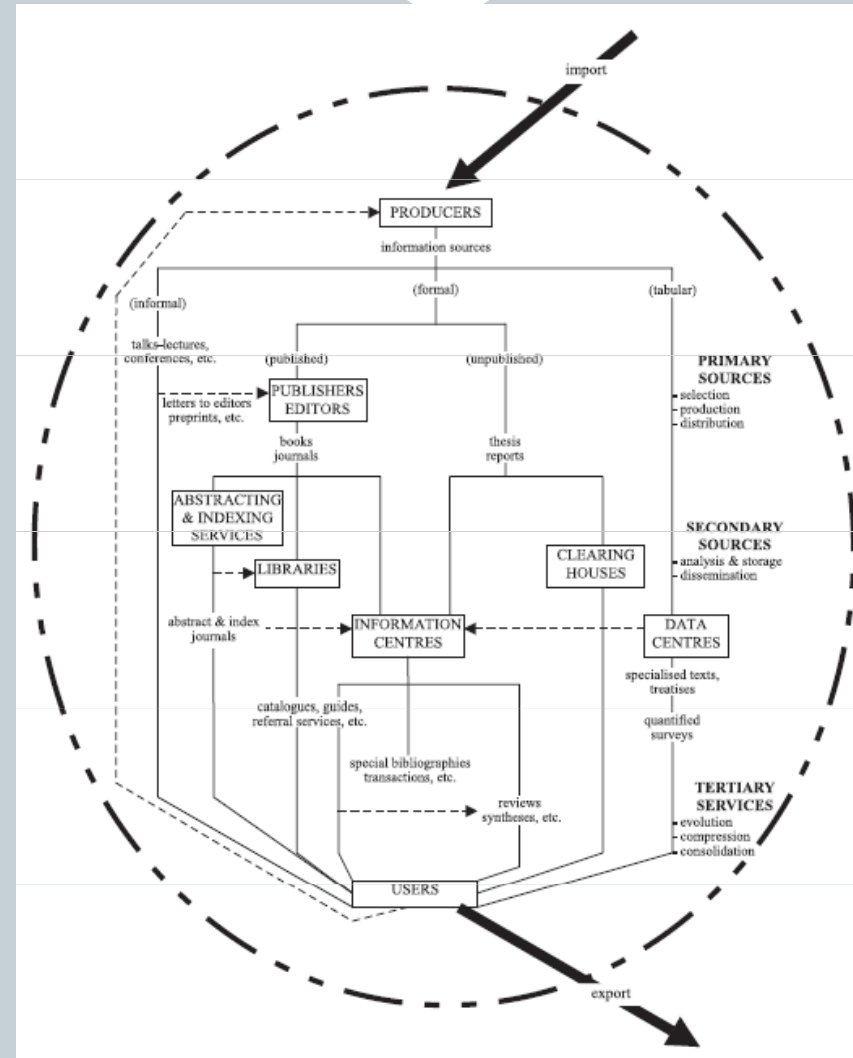 import
PRODUCERS
information sources
(informal)
(formal)
(tabular)
talks lectures,
conferences, etc.
(published)
(unpublished)
PRIMARY
SOURCES
selection
production
distribution
letters to editors
preprints, etc.
PUBLISHERS
EDITORS
books
journals
thesis
reports
ABSTRACTING
& INDEXING
SERVICES
LIBRARIES
CLEARING
HOUSES
SECONDARY
SOURCES
analysis & storage
dissemination
abstract & index
journals
INFORMATION
CENTRES
DATA
CENTRES
specialised texts,
treatises
catalogues, guides,
referral services, etc.
quantified
surveys
special bibliographies
transactions, etc.
reviews
syntheses, etc.
TERTIARY
SERVICES
evolution
compression
consolidation
USERS
export